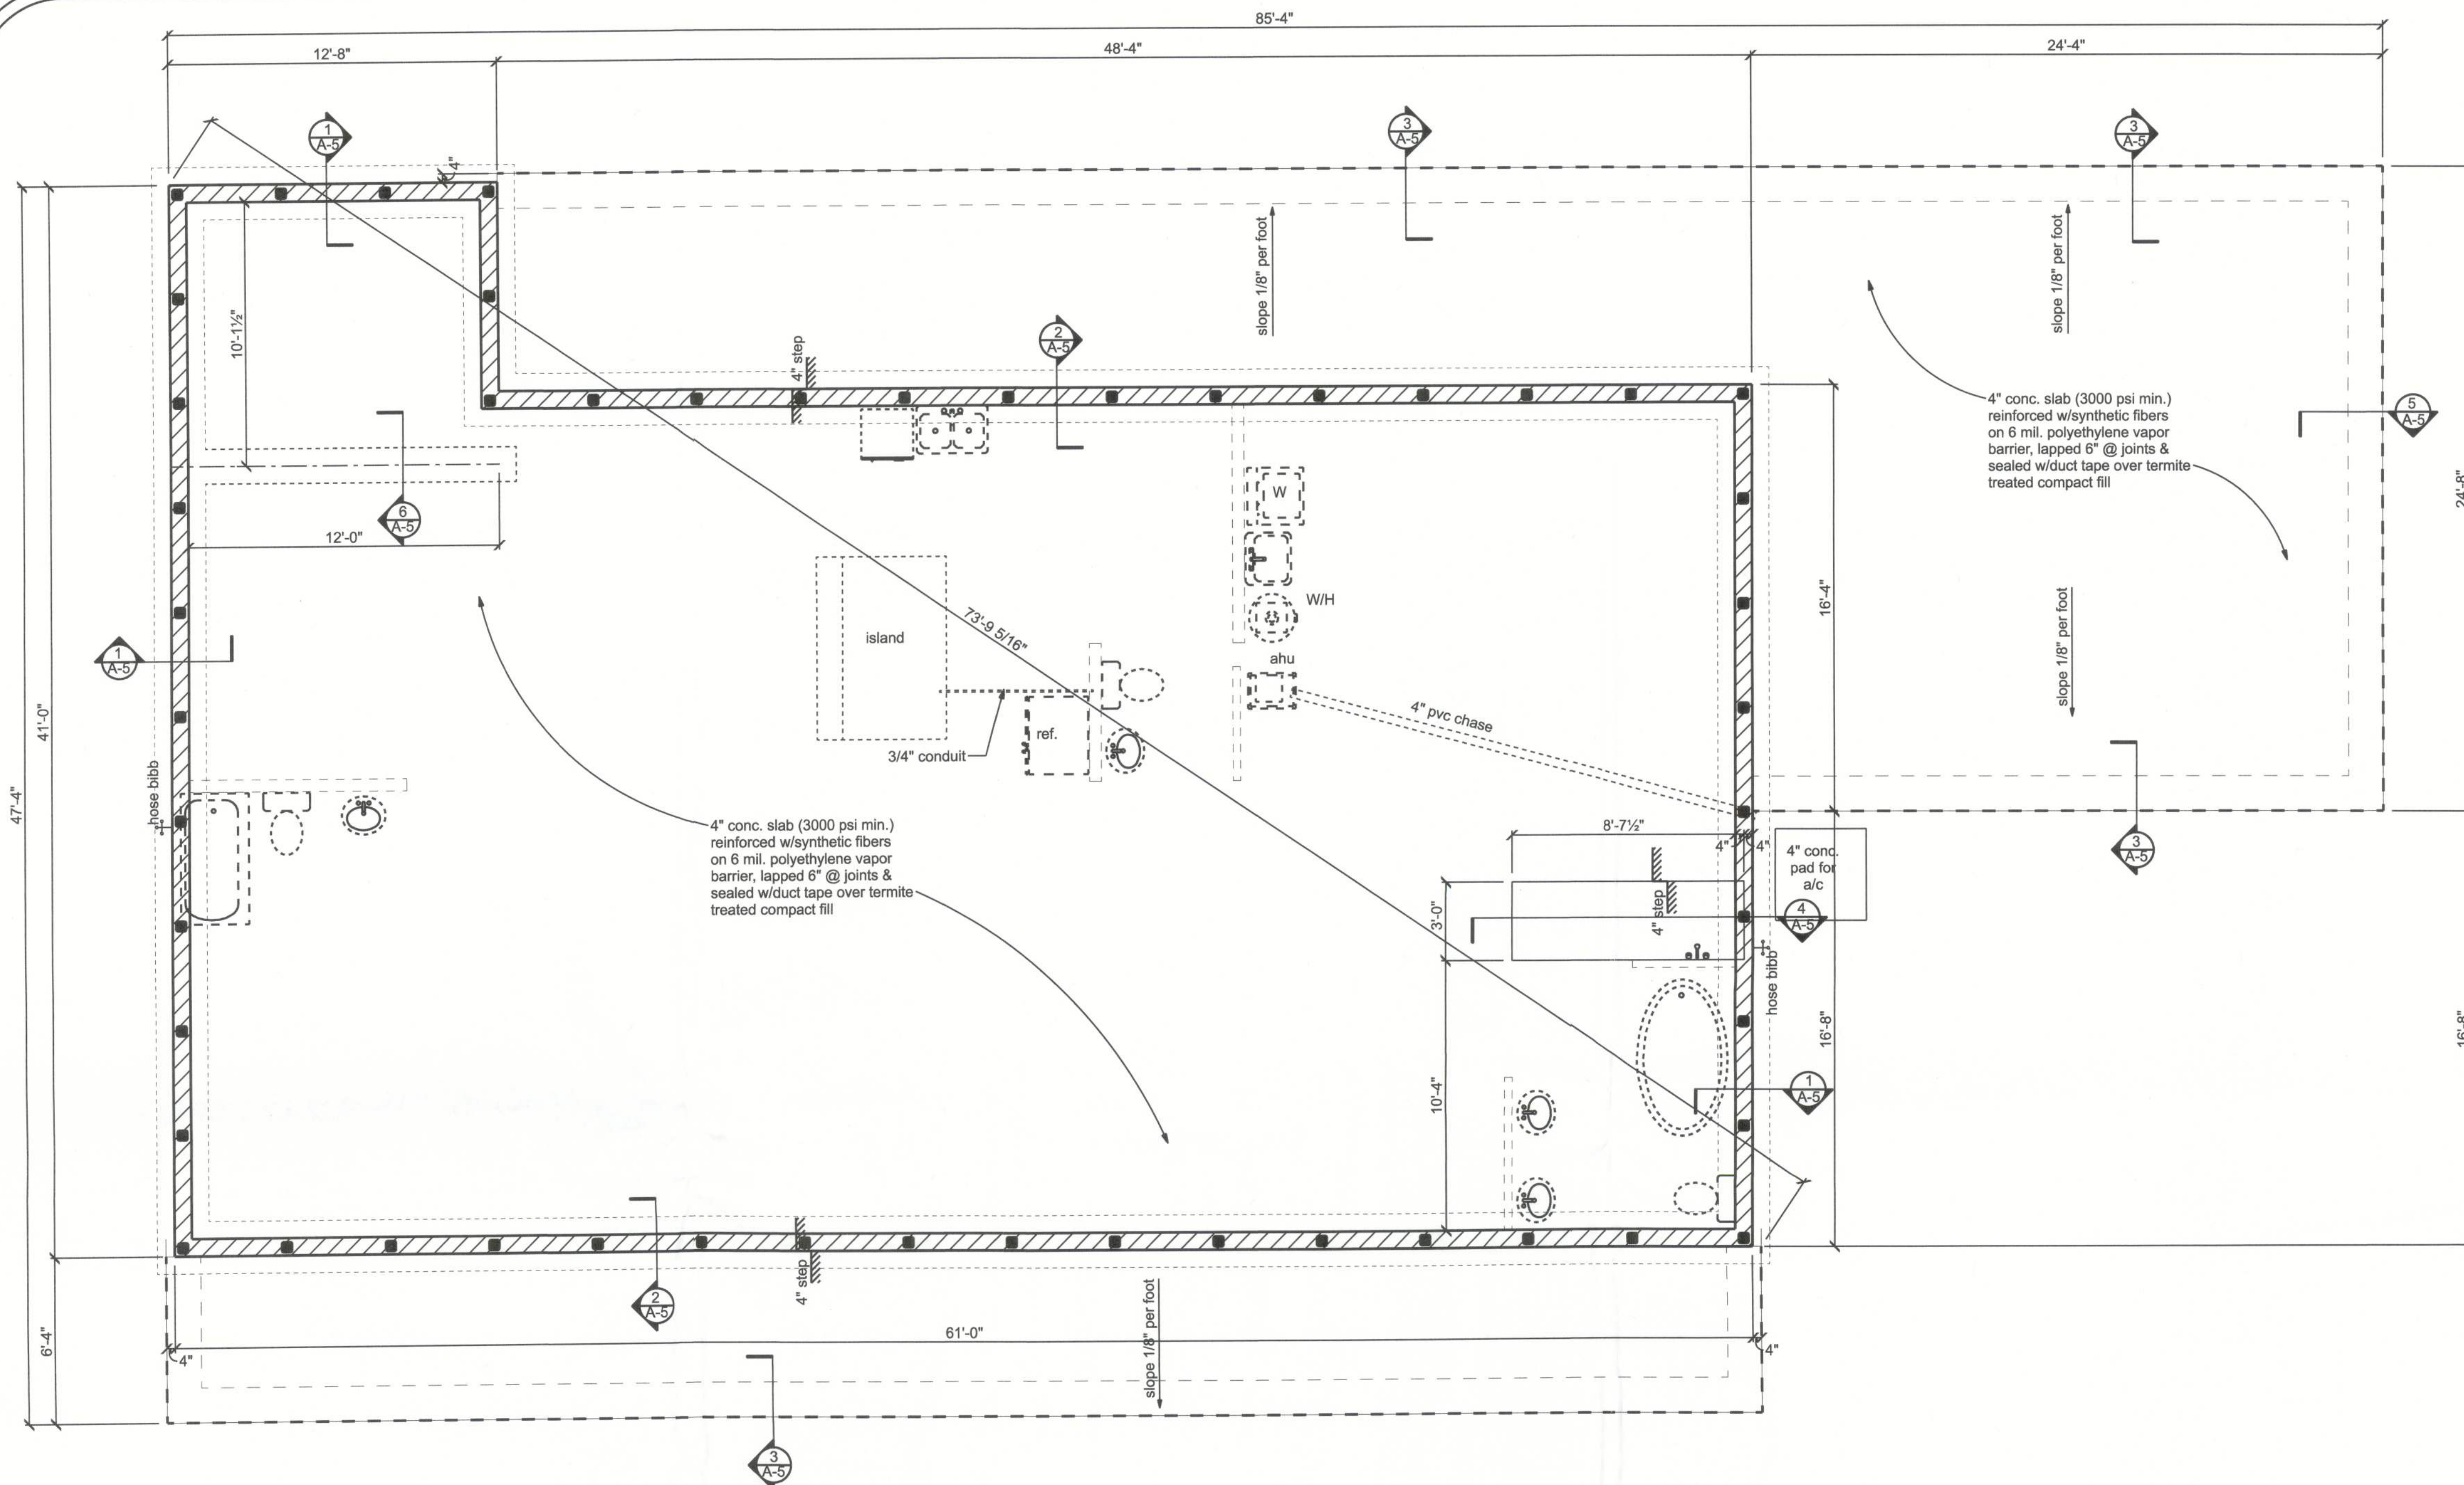 85'-4"
12'-8"
48'-4"
24'-4"
1
A-5
3
A-5
3
A-5
4"
slope 1/8" per foot
slope 1/8" per foot
10'-1½"
4" step
2
A-5
4" conc. slab (3000 psi min.)
reinforced w/synthetic fibers
on 6 mil. polyethylene vapor
barrier, lapped 6" @ joints &
sealed w/duct tape over termite
treated compact fill
5
A-5
24'-8"
W
6
A-5
12'-0"
W/H
16'-4"
island
73'-9 5/16"
ahu
slope 1/8" per foot
1
A-5
41'-0"
47'-4"
ref.
3/4" conduit
4" pvc chase
hose bibb
4" conc. slab (3000 psi min.)
reinforced w/synthetic fibers
on 6 mil. polyethylene vapor
barrier, lapped 6" @ joints &
sealed w/duct tape over termite
treated compact fill
8'-7½"
4"
4"
4" conc.
pad for
a/c
3
A-5
3'-0"
4" step
4
A-5
hose bibb
16'-8"
16'-8"
10'-4"
1
A-5
4" step
2
A-5
slope 1/8" per foot
61'-0"
6'-4"
4"
4"
3
A-5